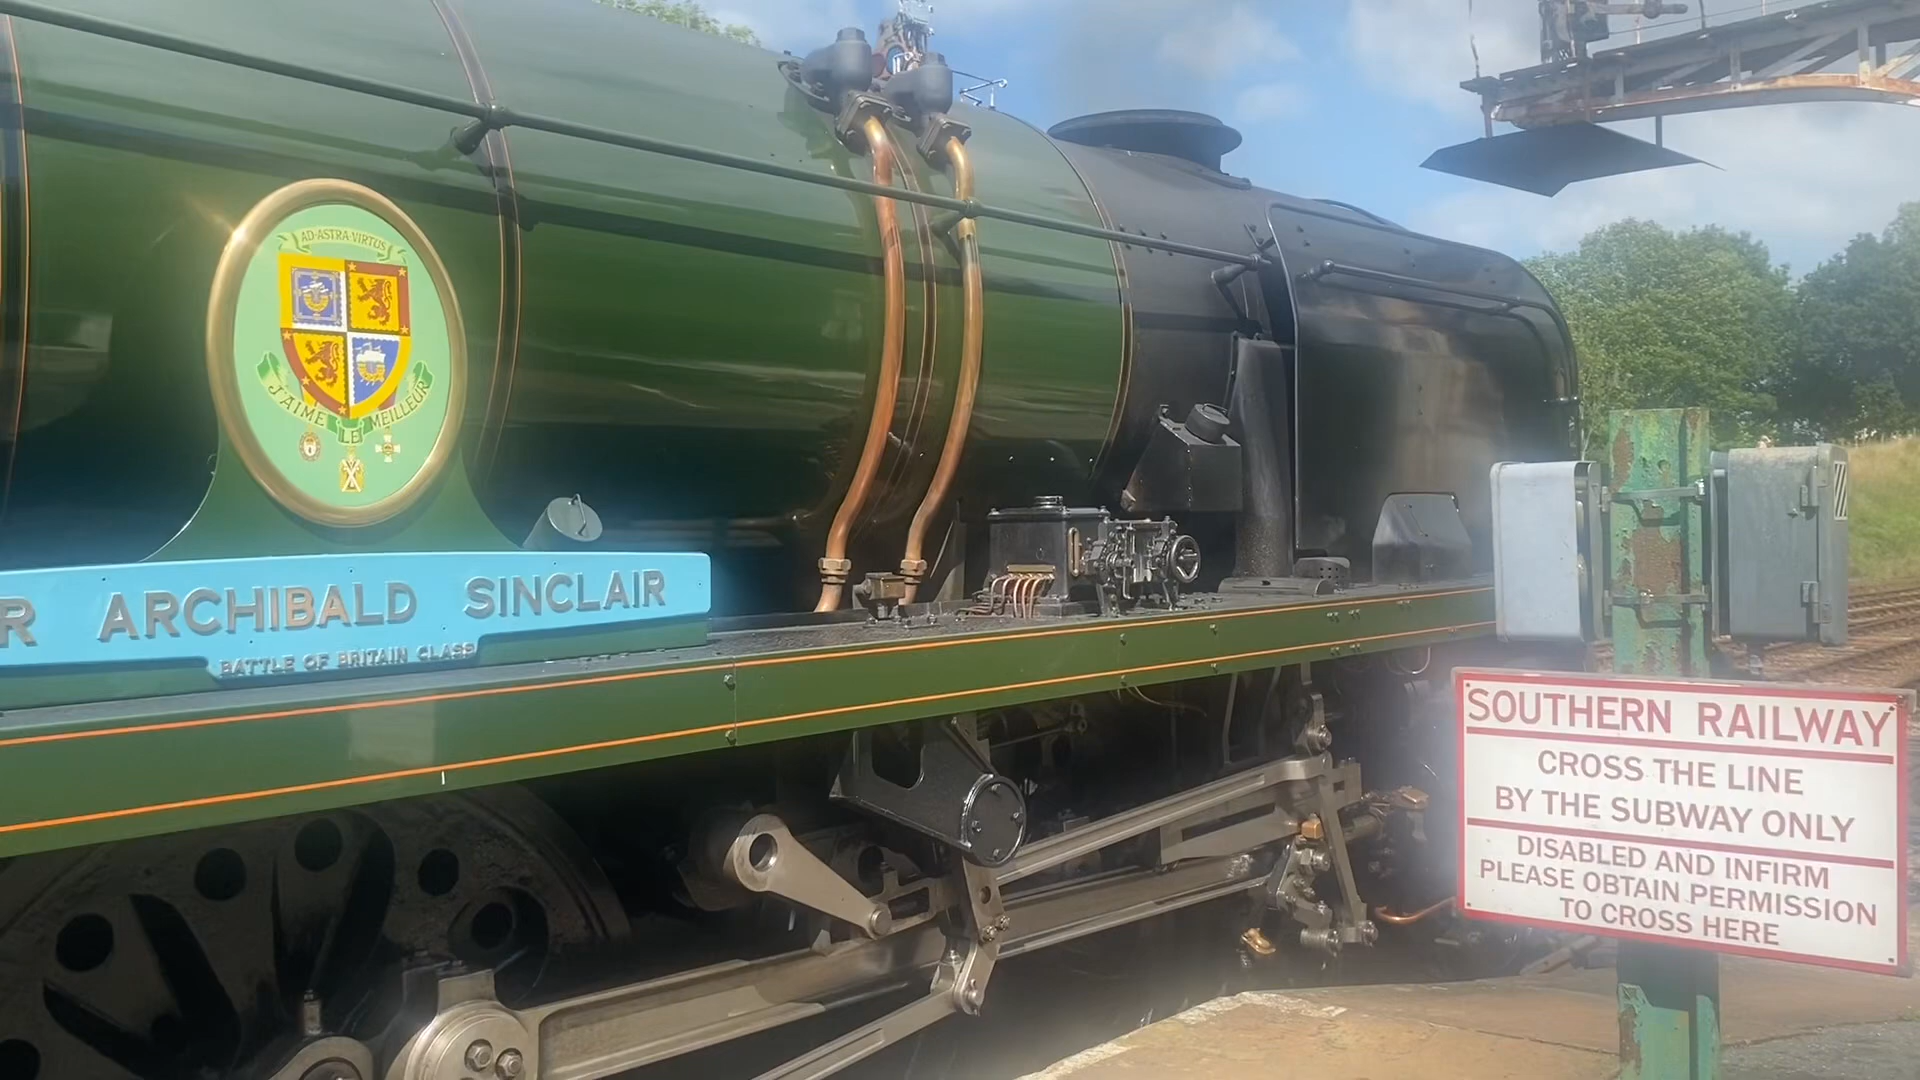 AD·ASTRA·VIRTUS
J'AIME LE MEILLEUR
R ARCHIBALD SINCLAIR
BATTLE OF BRITAIN CLASS
SOUTHERN RAILWAY
CROSS THE LINE
BY THE SUBWAY ONLY
DISABLED AND INFIRM
PLEASE OBTAIN PERMISSION
TO CROSS HERE